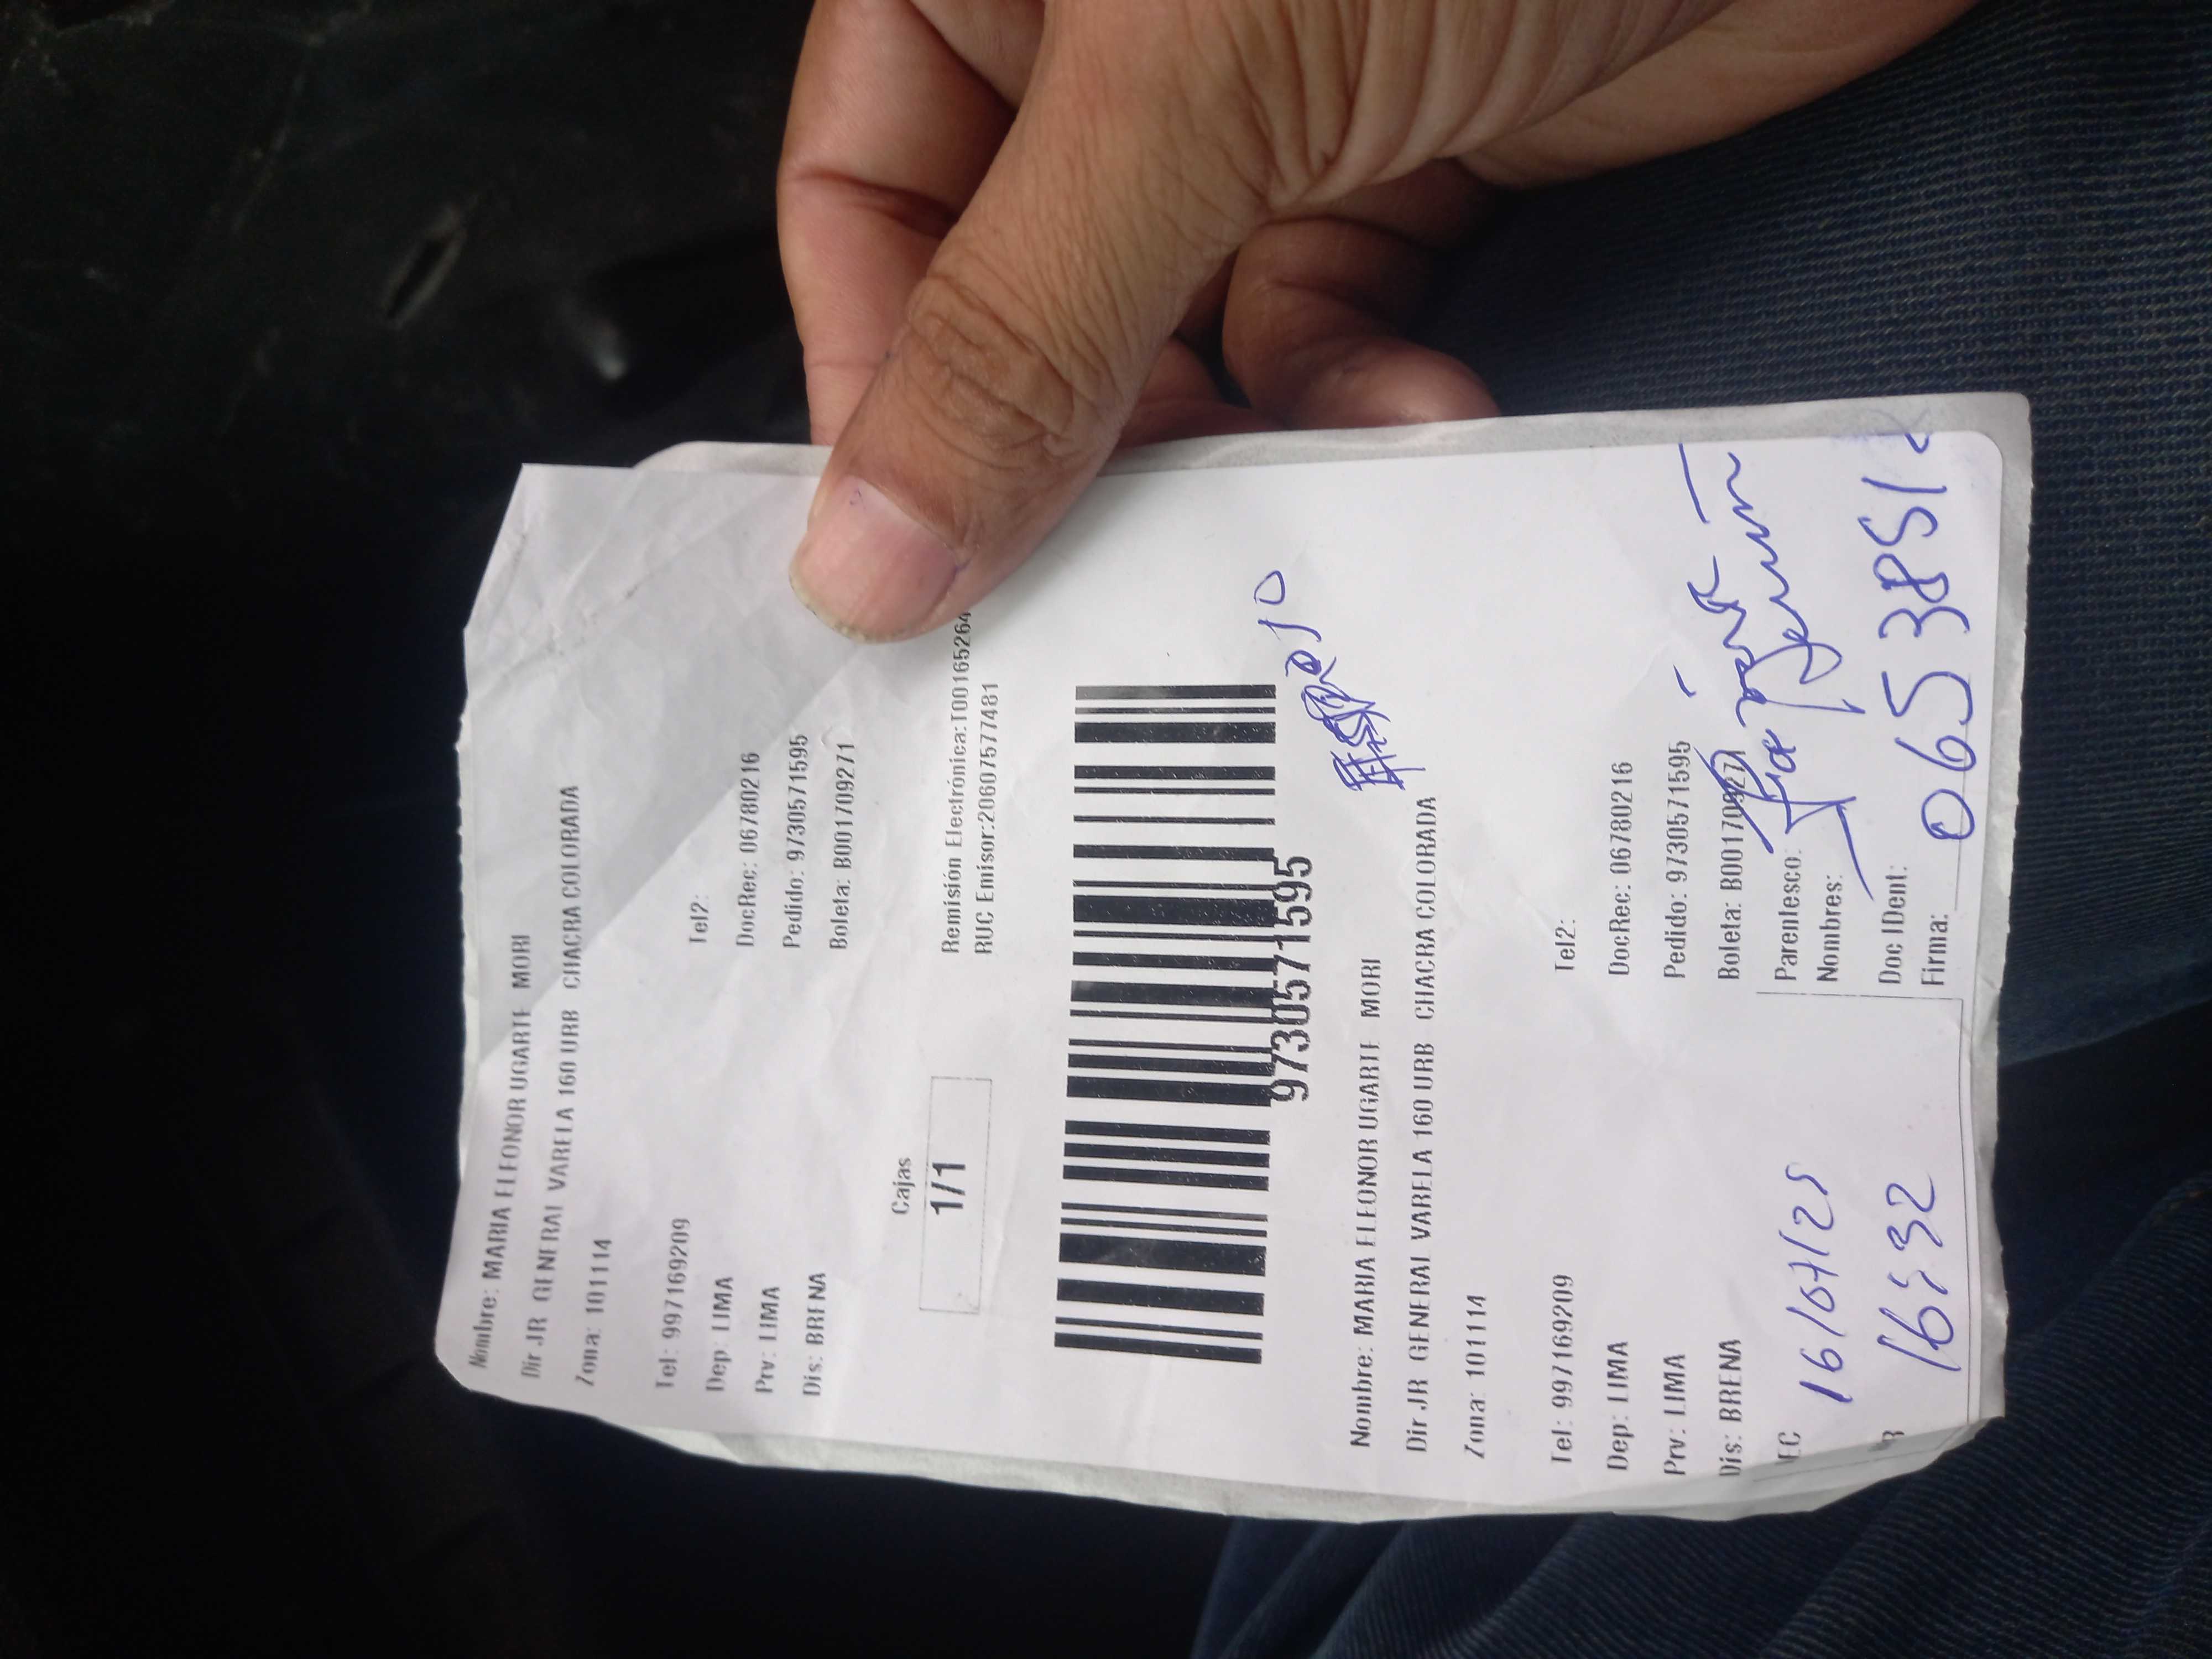 Nombre: MARIA ELEONOR UGARTE MORI
Dir JR GENERAL VARELA 160 URB CHACRA COLORADA
Zona: 101114
Tel: 997169209 Tel2:
Dep: LIMA DocRec: 06780216
Prv: LIMA Pedido: 9730571595
Dis: BRENA Boleta: B001709271
Cajas
1/1
Remisión Electrónica:T00165264
RUC Emisor:20607577481
9730571595
Nombre: MARIA ELEONOR UGARTE MORI
Dir JR GENERAL VARELA 160 URB CHACRA COLORADA
Zona: 101114
Tel: 997169209 Tel2:
Dep: LIMA DocRec: 06780216
Prv: LIMA Pedido: 9730571595
Dis: BRENA Boleta: B001709271
Parentesco:
16/07/25 Nombres:
Doc IDent:
16:32 Firma: